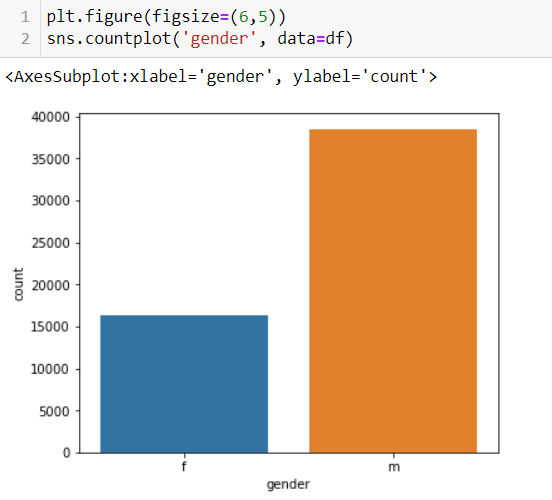 1 plt.figure(figsize=(6,5))
2 sns.countplot('gender', data=df)
<AxesSubplot:xlabel='gender', ylabel='count'>
40000
35000
30000
25000
20000
15000
10000
5000
0
count
f m
gender